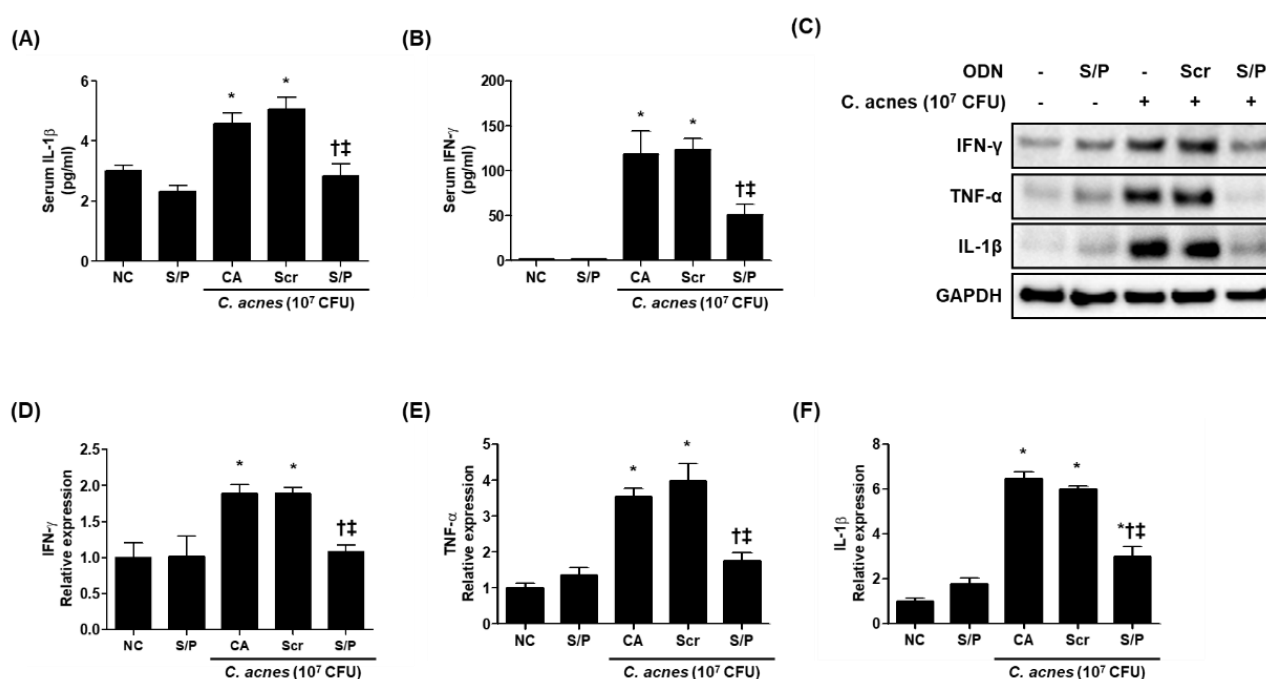 (A)
Serum IL-1β
(pg/ml)
6
4
2
0
*
*
†‡
NC S/P CA Scr S/P
C. acnes (10⁷ CFU)
(B)
Serum IFN-γ
(pg/ml)
200
150
100
50
0
*
*
†‡
NC S/P CA Scr S/P
C. acnes (10⁷ CFU)
(C)
ODN - S/P - Scr S/P
C. acnes (10⁷ CFU) - - + + +
IFN-γ
TNF-α
IL-1β
GAPDH
(D)
IFN-γ
Relative expression
2.5
2.0
1.5
1.0
0.5
0.0
*
*
†‡
NC S/P CA Scr S/P
C. acnes (10⁷ CFU)
(E)
TNF-α
Relative expression
5
4
3
2
1
0
*
*
†‡
NC S/P CA Scr S/P
C. acnes (10⁷ CFU)
(F)
IL-1β
Relative expression
8
6
4
2
0
*
*
*†‡
NC S/P CA Scr S/P
C. acnes (10⁷ CFU)